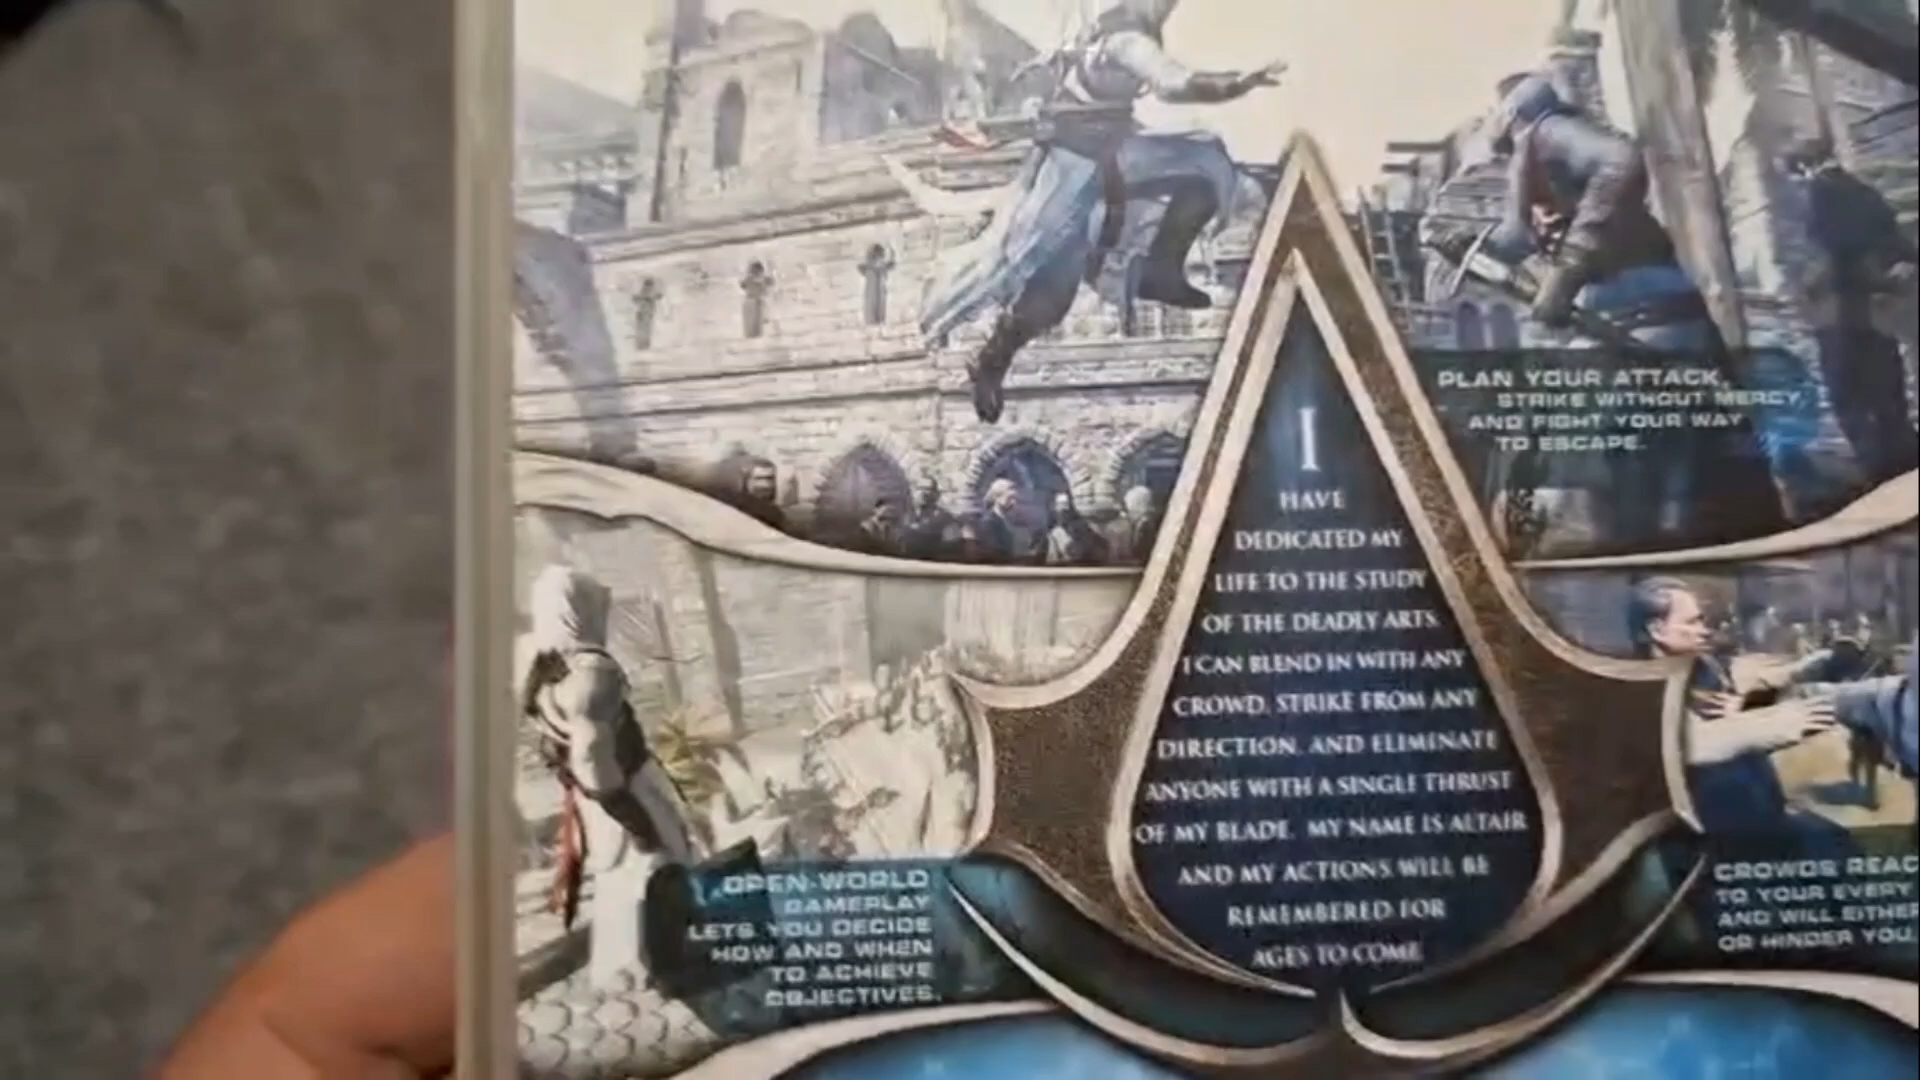 PLAN YOUR ATTACK,
STRIKE WITHOUT MERCY
AND FIGHT YOUR WAY
TO ESCAPE.
I
HAVE
DEDICATED MY
LIFE TO THE STUDY
OF THE DEADLY ARTS.
I CAN BLEND IN WITH ANY
CROWD, STRIKE FROM ANY
DIRECTION, AND ELIMINATE
ANYONE WITH A SINGLE THRUST
OF MY BLADE. MY NAME IS ALTAIR
AND MY ACTIONS WILL BE
REMEMBERED FOR
AGES TO COME
OPEN-WORLD
GAMEPLAY
LETS YOU DECIDE
HOW AND WHEN
TO ACHIEVE
OBJECTIVES.
CROWDS REAC
TO YOUR EVERY
AND WILL EITHER
OR HINDER YOU.